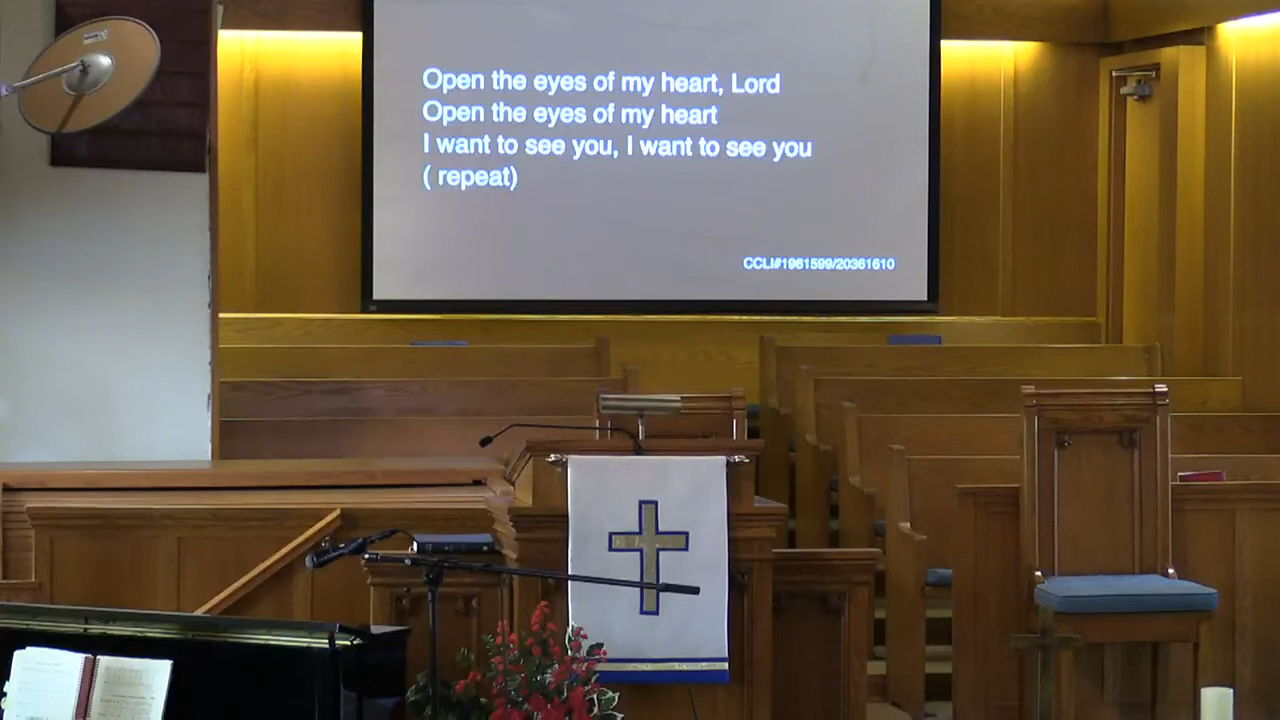 Open the eyes of my heart, Lord
Open the eyes of my heart
I want to see you, I want to see you
( repeat)
CCLI#1961599/20361610